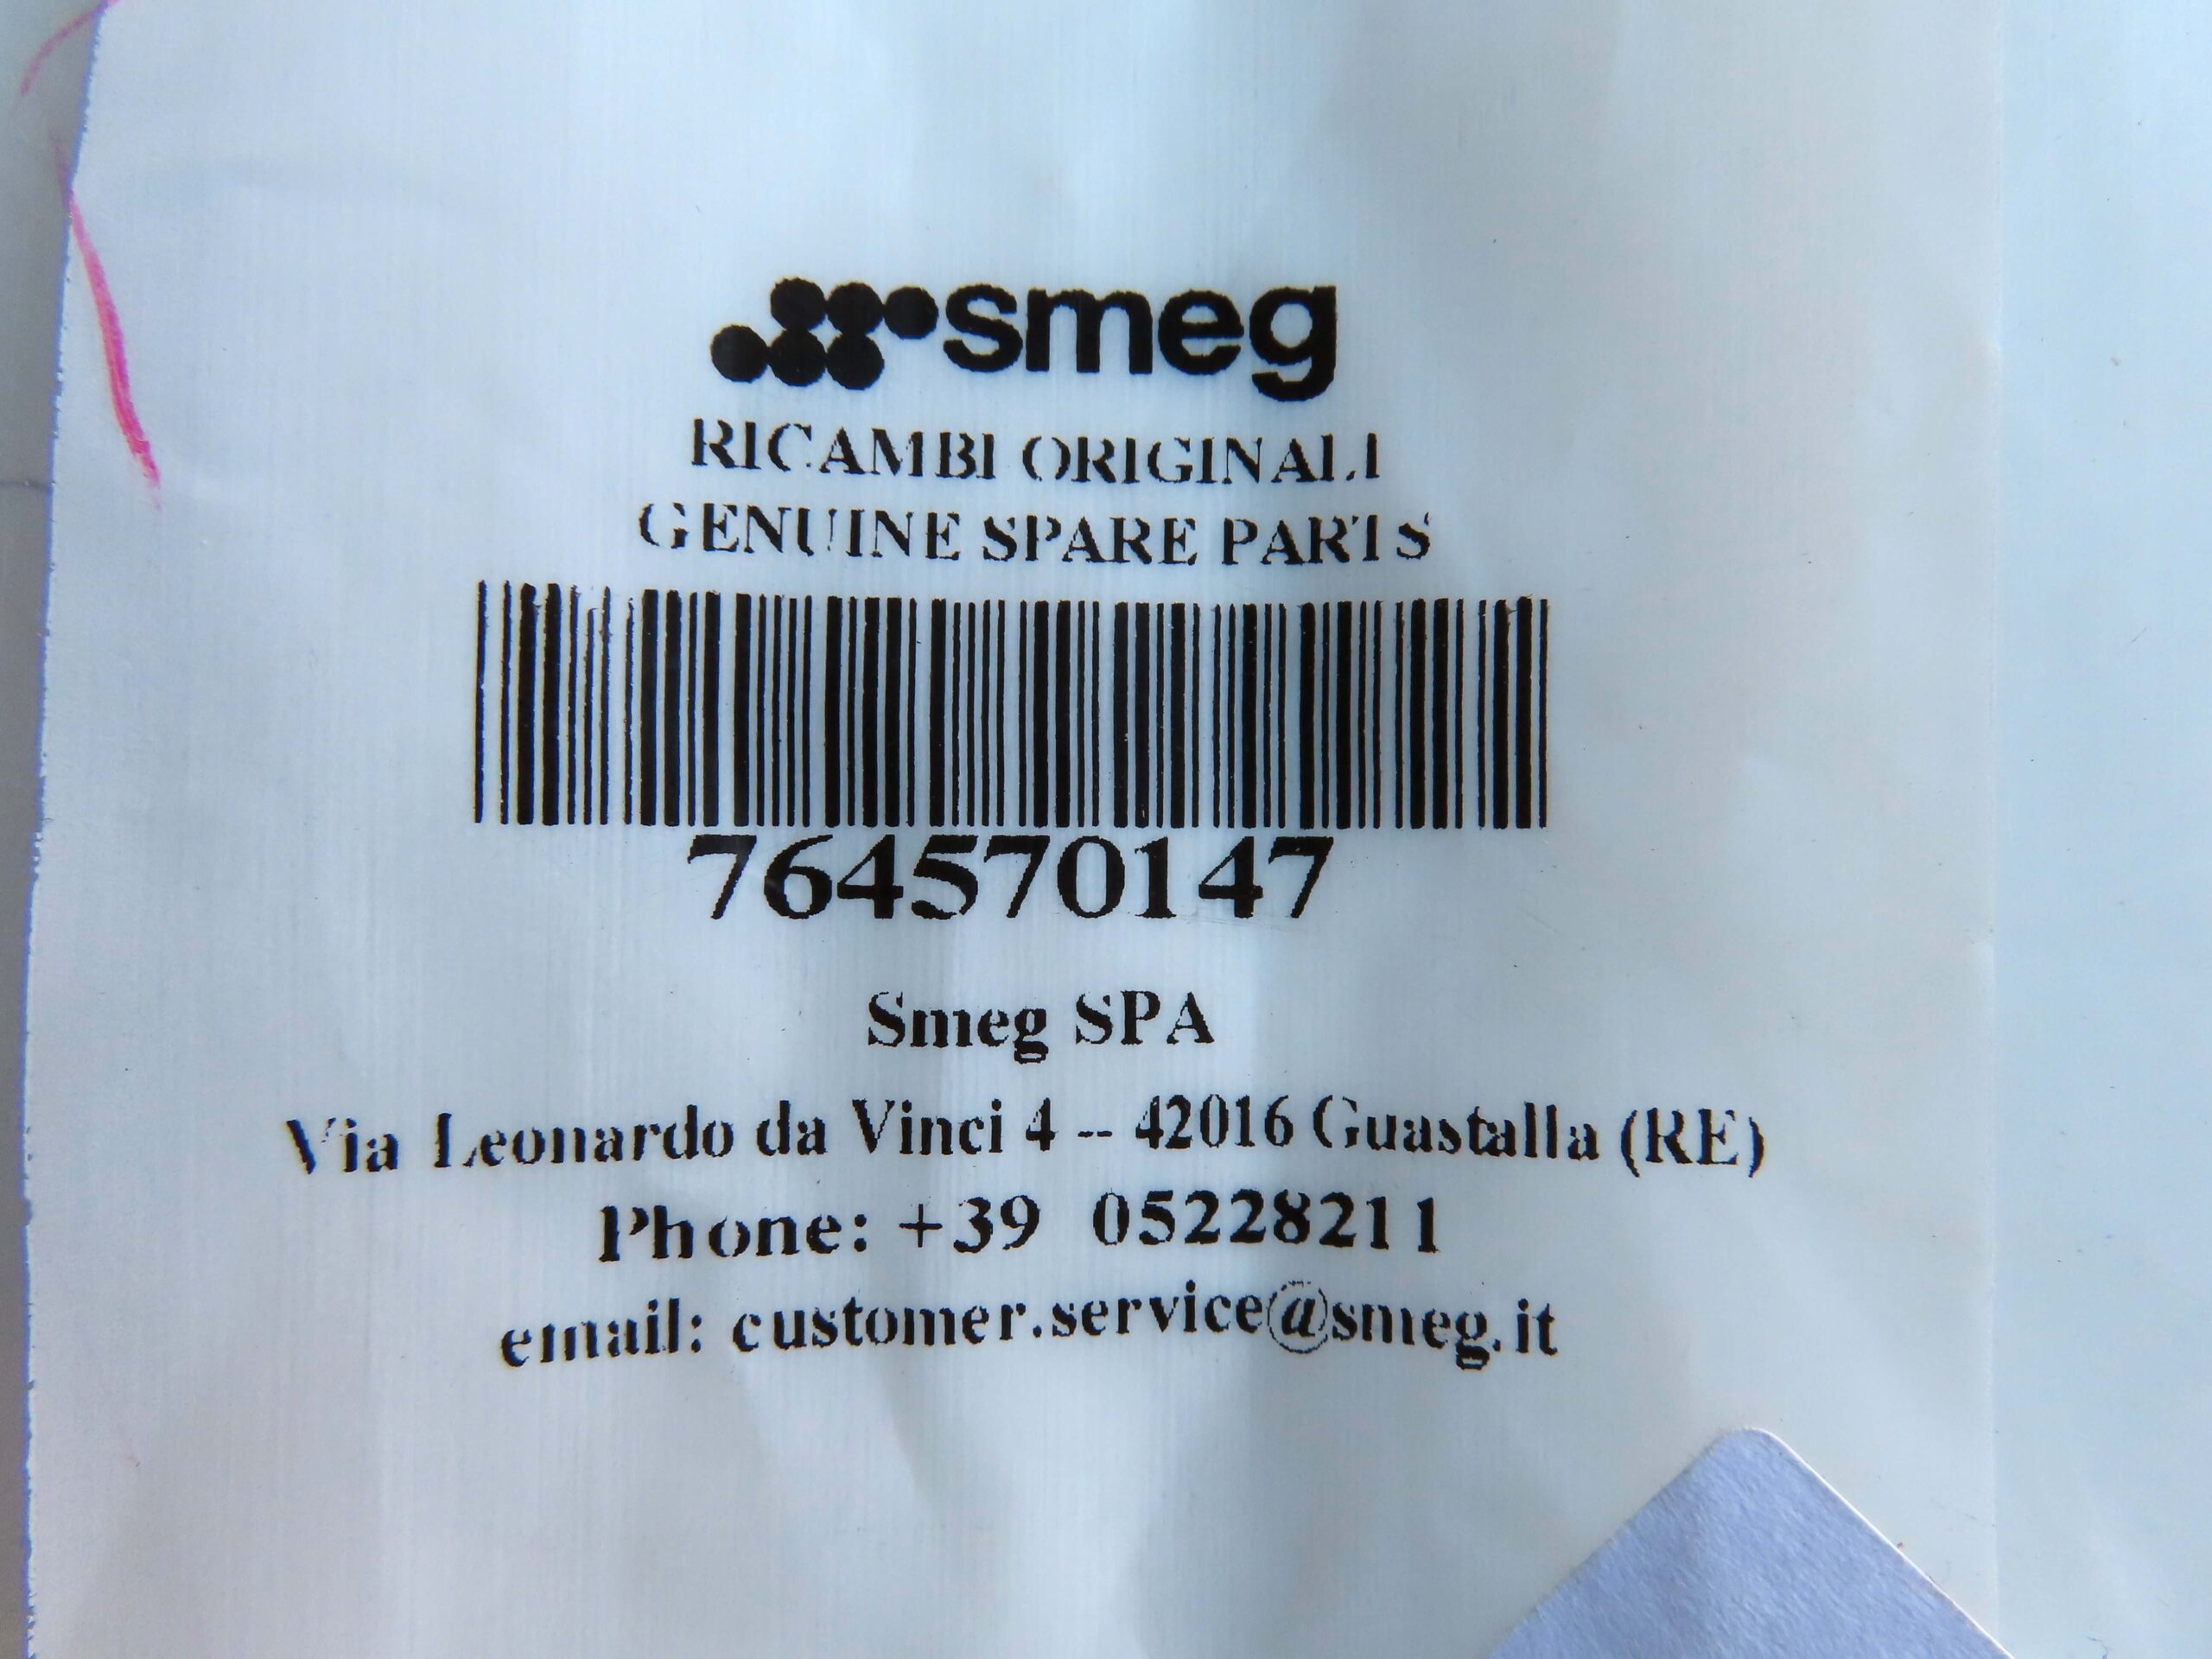 smeg
RICAMBI ORIGINALI
GENUINE SPARE PARTS
764570147
Smeg SPA
Via Leonardo da Vinci 4 -- 42016 Guastalla (RE)
Phone: +39 05228211
email: customer.service@smeg.it